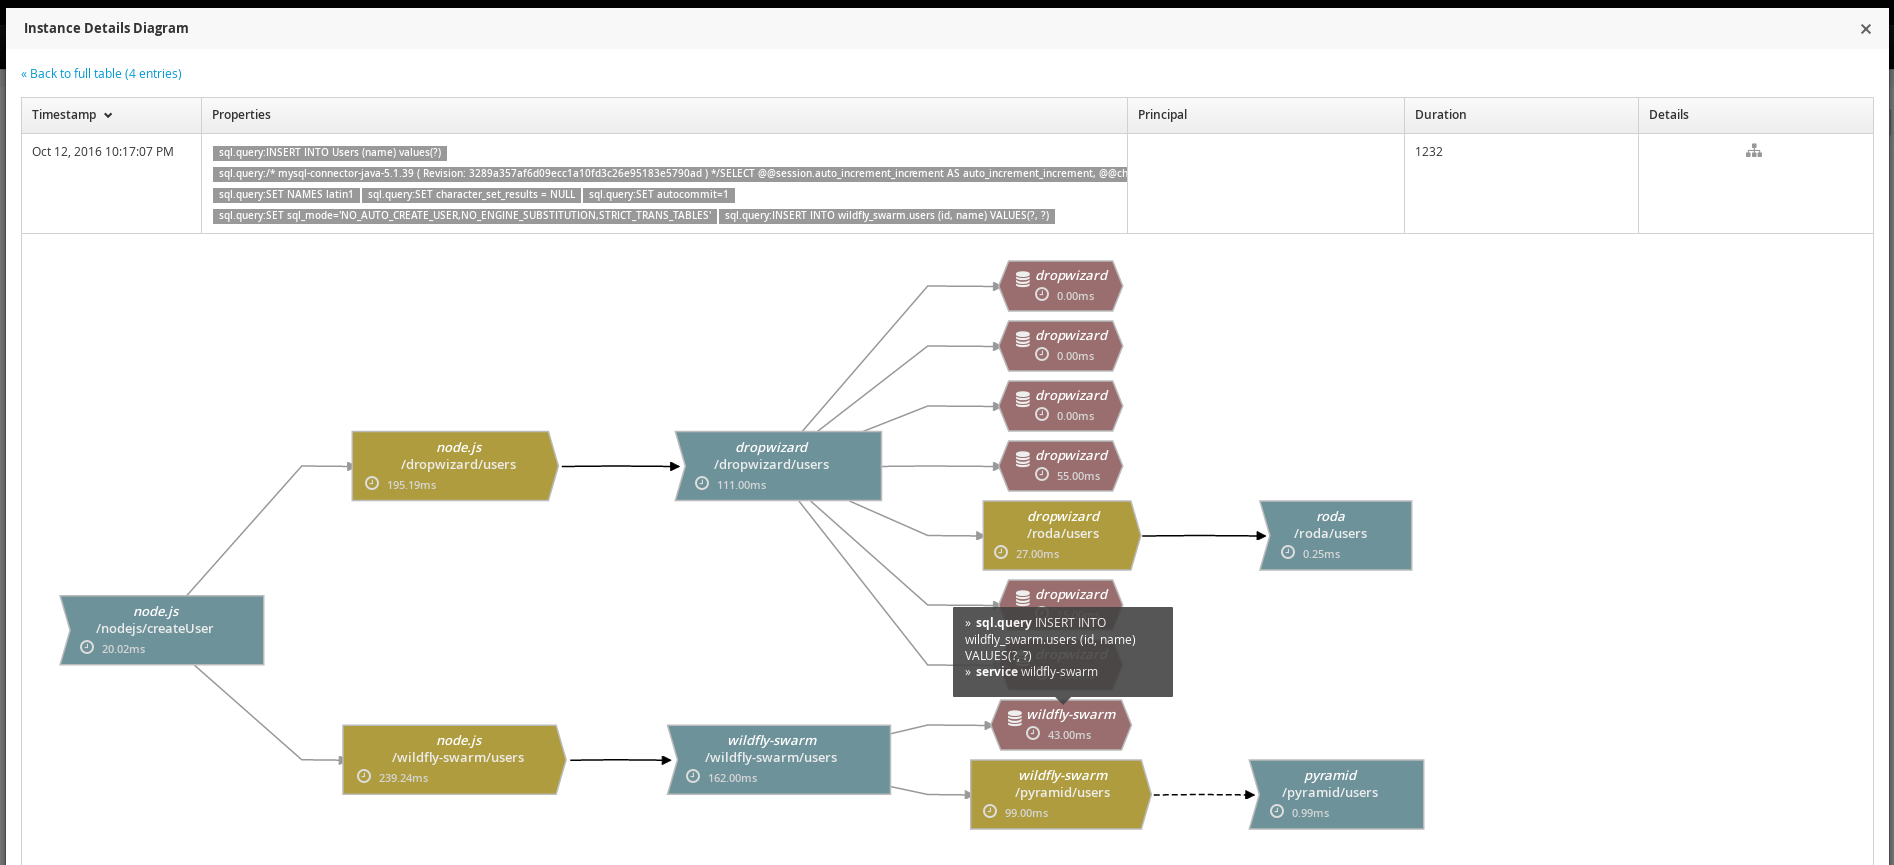 Instance Details Diagram
×
« Back to full table (4 entries)
Timestamp Properties Principal Duration Details
Oct 12, 2016 10:17:07 PM
sql.query:INSERT INTO Users (name) values(?)
sql.query:/* mysql-connector-java-5.1.39 ( Revision: 3289a357af6d09ecc1a10fd3c26e95183e5790ad ) */SELECT @@session.auto_increment_increment AS auto_increment_increment, @@ch
sql.query:SET NAMES latin1 sql.query:SET character_set_results = NULL sql.query:SET autocommit=1
sql.query:SET sql_mode='NO_AUTO_CREATE_USER,NO_ENGINE_SUBSTITUTION,STRICT_TRANS_TABLES' sql.query:INSERT INTO wildfly_swarm.users (id, name) VALUES(?, ?)
1232
dropwizard
0.00ms
dropwizard
0.00ms
dropwizard
0.00ms
node.js
/dropwizard/users
195.19ms
dropwizard
/dropwizard/users
111.00ms
dropwizard
55.00ms
dropwizard
/roda/users
27.00ms
roda
/roda/users
0.25ms
dropwizard
node.js
/nodejs/createUser
20.02ms
» sql.query INSERT INTO
wildfly_swarm.users (id, name)
VALUES(?, ?)
» service wildfly-swarm
dropwizard
wildfly-swarm
43.00ms
node.js
/wildfly-swarm/users
239.24ms
wildfly-swarm
/wildfly-swarm/users
162.00ms
wildfly-swarm
/pyramid/users
99.00ms
pyramid
/pyramid/users
0.99ms